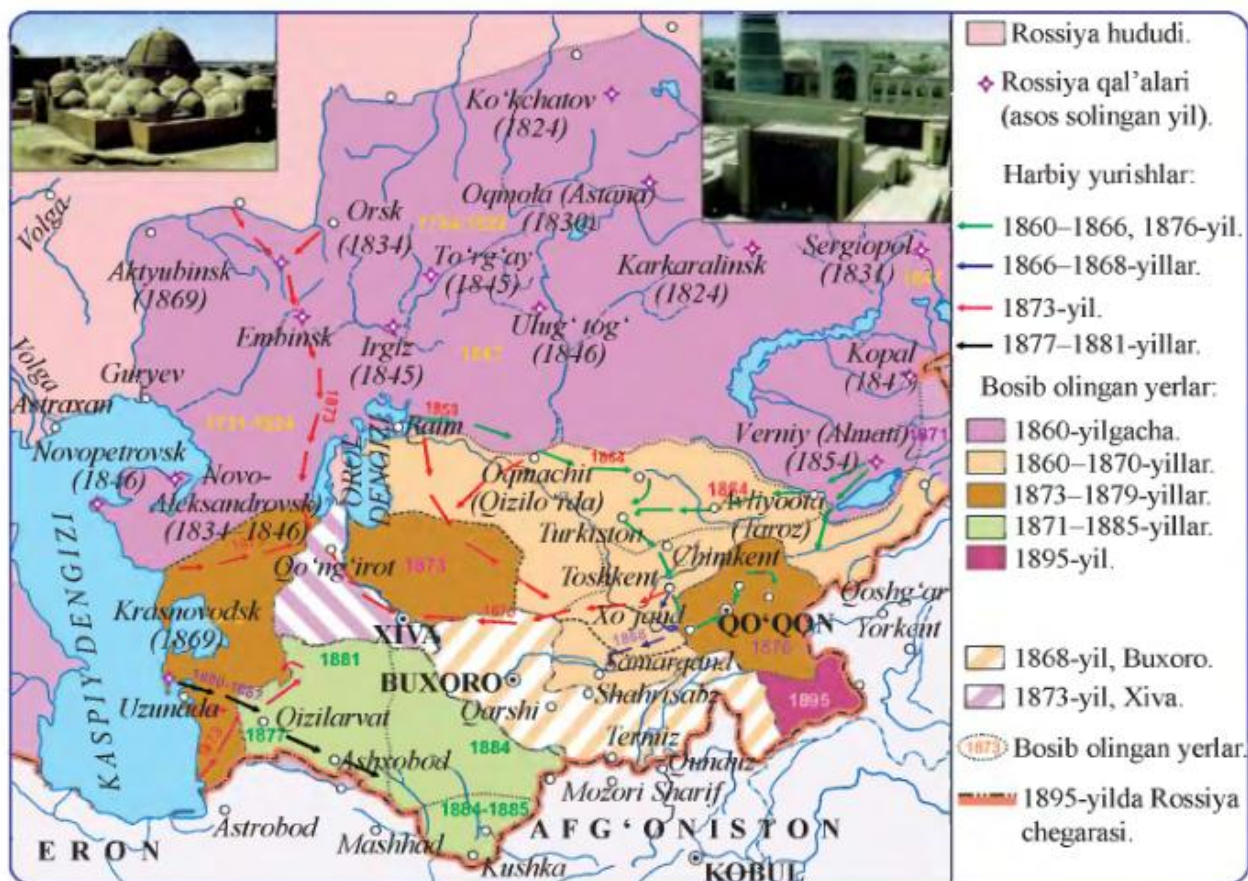 Ko‘kchatov
(1824)
Volga
Orsk
(1834)
Oqmola (Astana)
(1830)
Aktyubinsk
(1869)
To‘rg‘ay
(1845)
Karkaralinsk
(1824)
Sergiopol
(1831)
Embinsk
Irgiz
(1845)
1847
Ulug‘ tog‘
(1846)
Kopal
(1847)
Volga
Guryev
Astraxan
1873
1731-1824
1853
Raim
Verniy (Almati)
(1854)
1871
Novopetrovsk
(1846)
Novo-
Aleksandrovsk)
(1834–1846)
OROL
DENGIZI
Oqmachit
(Qizilo‘rda)
1864
1864
Avliyoota
(Taroz)
Turkiston
Chimkent
KASPIY DENGIZI
Qo‘ng‘irot
1873
Toshkent
Qoshg‘ar
Krasnovodsk
(1869)
XIVA
Xo‘jand
QO‘QON
Yorkent
1876
1868
1881
Samarqand
BUXORO
Shahrisabz
1895
Uzunada
Qarshi
1877
Qizilarvat
1884
Termiz
Ashxobod
Qunduz
1884-1885
Mozori Sharif
Astrobod
AFG‘ONISTON
ERON
Mashhad
Kushka
KOBUL
Rossiya hududi.
Rossiya qal’alari
(asos solingan yil).
Harbiy yurishlar:
1860–1866, 1876-yil.
1866–1868-yillar.
1873-yil.
1877–1881-yillar.
Bosib olingan yerlar:
1860-yilgacha.
1860–1870-yillar.
1873–1879-yillar.
1871–1885-yillar.
1895-yil.
1868-yil, Buxoro.
1873-yil, Xiva.
1873 Bosib olingan yerlar.
1895-yilda Rossiya
chegarasi.